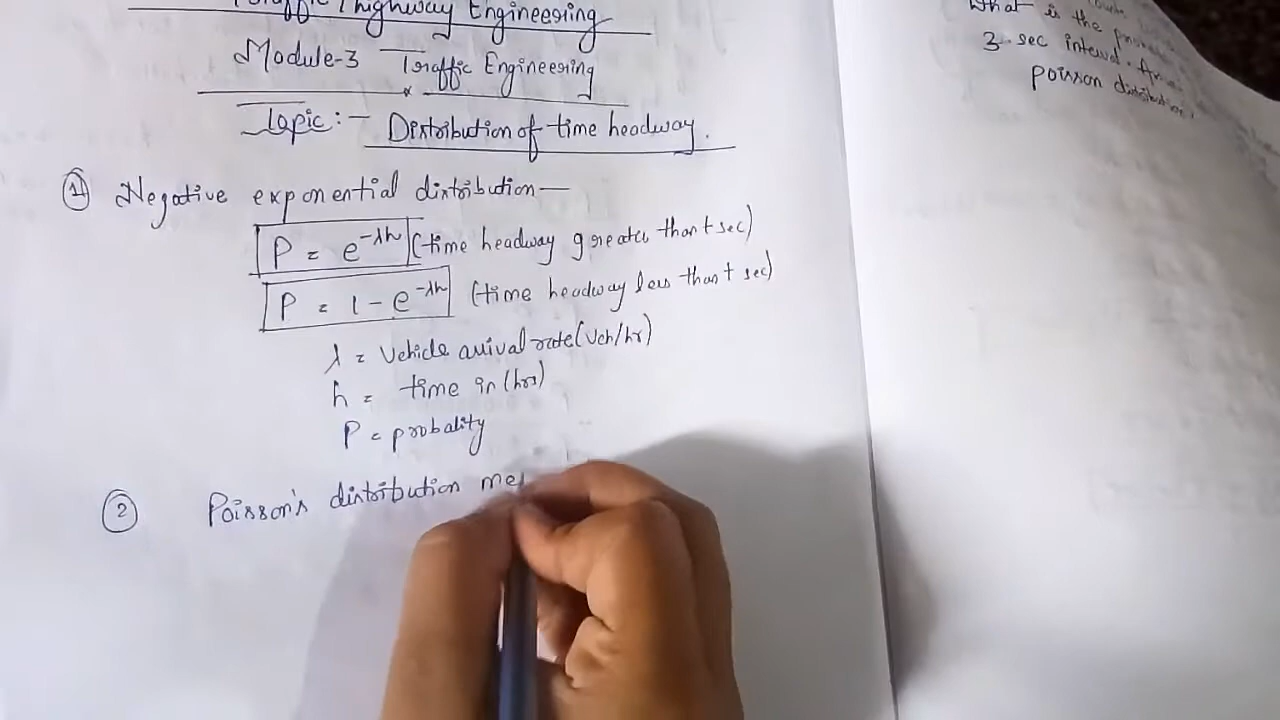 Highway Engineering
Module-3 Traffic Engineering
Topic:- Distribution of time headway.
① Negative exponential distribution—
P = e^-λh (time headway greater than t sec)
P = 1 - e^-λh (time headway less than t sec)
λ = Vehicle arrival rate (Veh/hr)
h = time in (hrs)
P = probality
② Poisson's distribution me
What is the
3-sec interval.
poisson distribution.